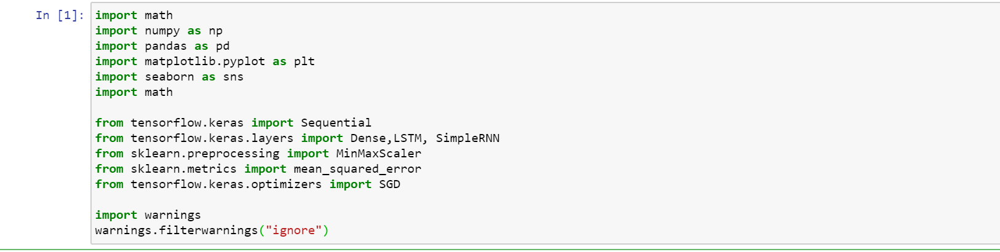 In [1]:
import math
import numpy as np
import pandas as pd
import matplotlib.pyplot as plt
import seaborn as sns
import math
from tensorflow.keras import Sequential
from tensorflow.keras.layers import Dense,LSTM, SimpleRNN
from sklearn.preprocessing import MinMaxScaler
from sklearn.metrics import mean_squared_error
from tensorflow.keras.optimizers import SGD
import warnings
warnings.filterwarnings("ignore")